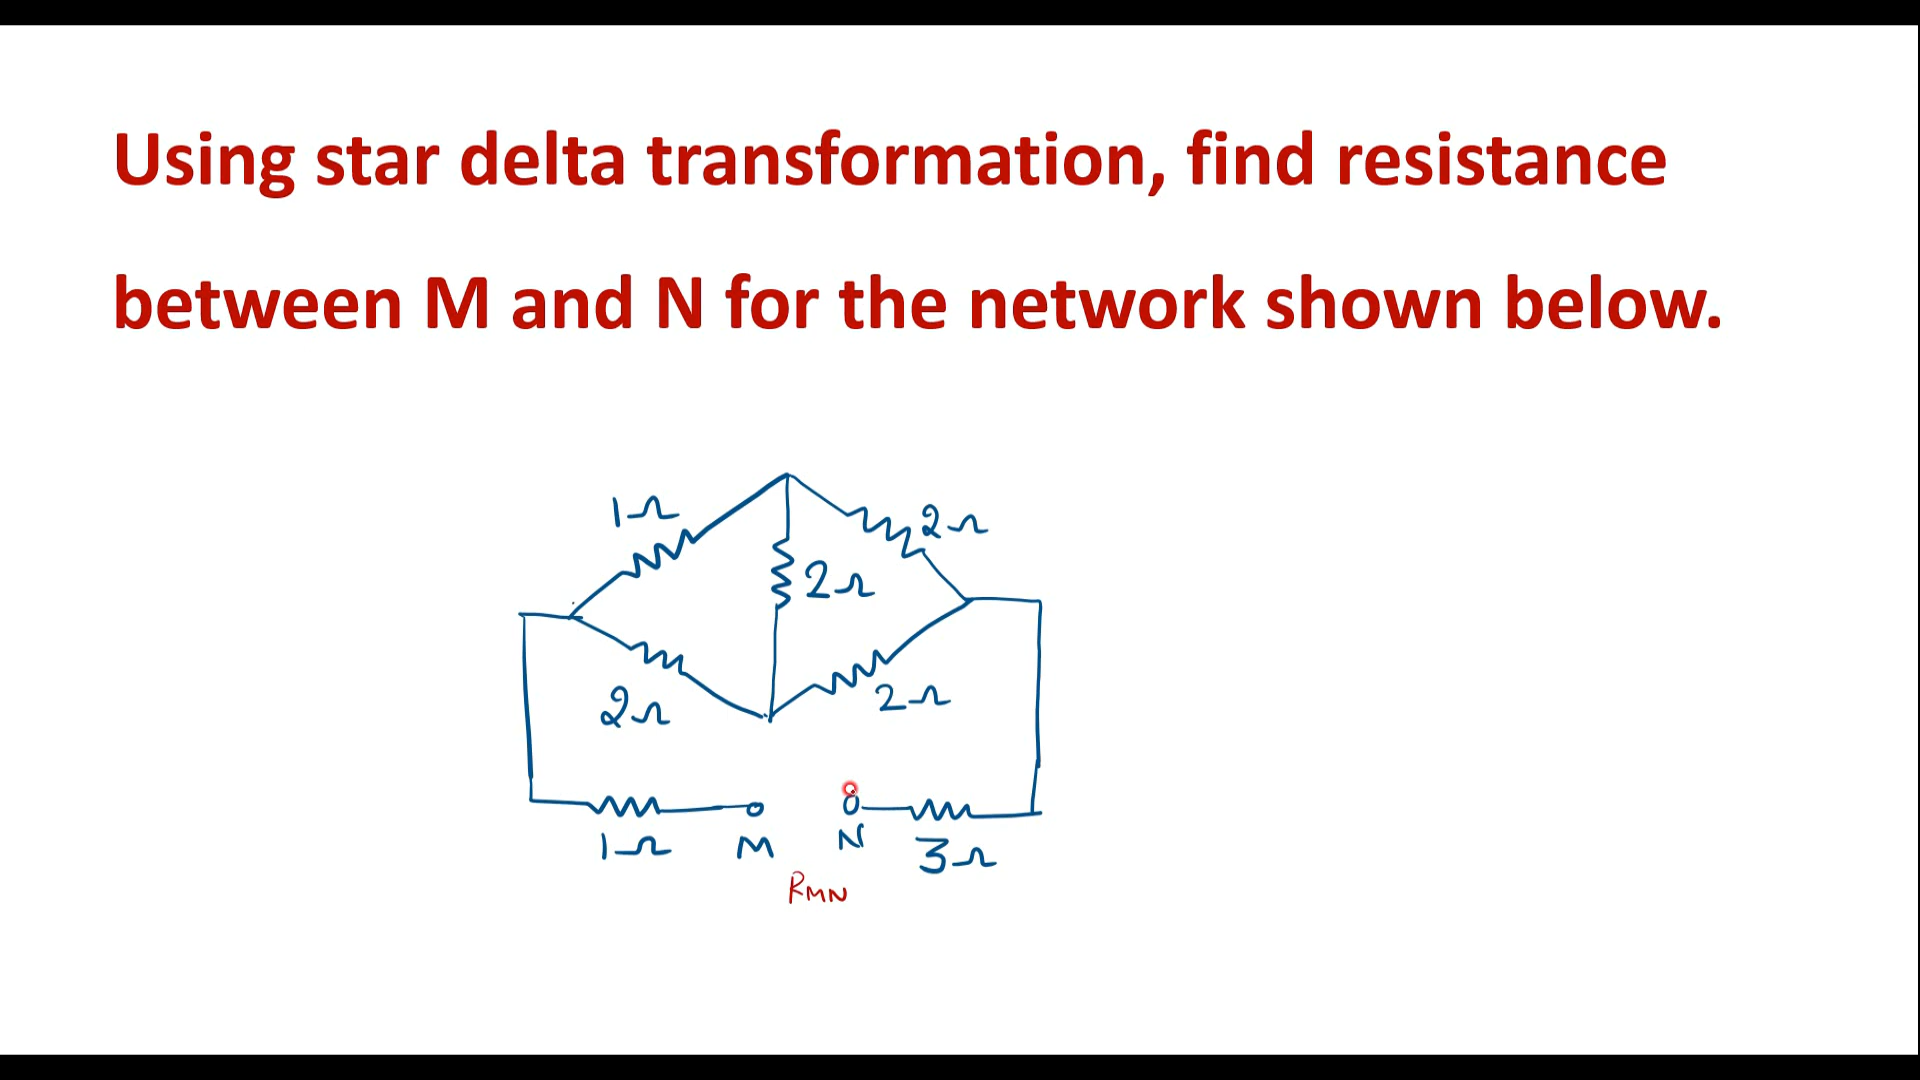 Using star delta transformation, find resistance
between M and N for the network shown below.
1Ω
2Ω
2Ω
2Ω
2Ω
1Ω
M
N
3Ω
RMN